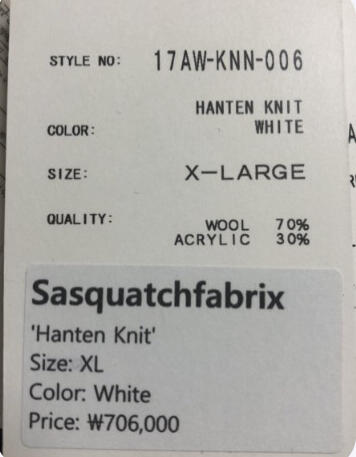 STYLE NO: 17AW-KNN-006
HANTEN KNIT
COLOR: WHITE
SIZE: X-LARGE
QUALITY: WOOL 70%
ACRYLIC 30%
Sasquatchfabrix
'Hanten Knit'
Size: XL
Color: White
Price: ₩706,000